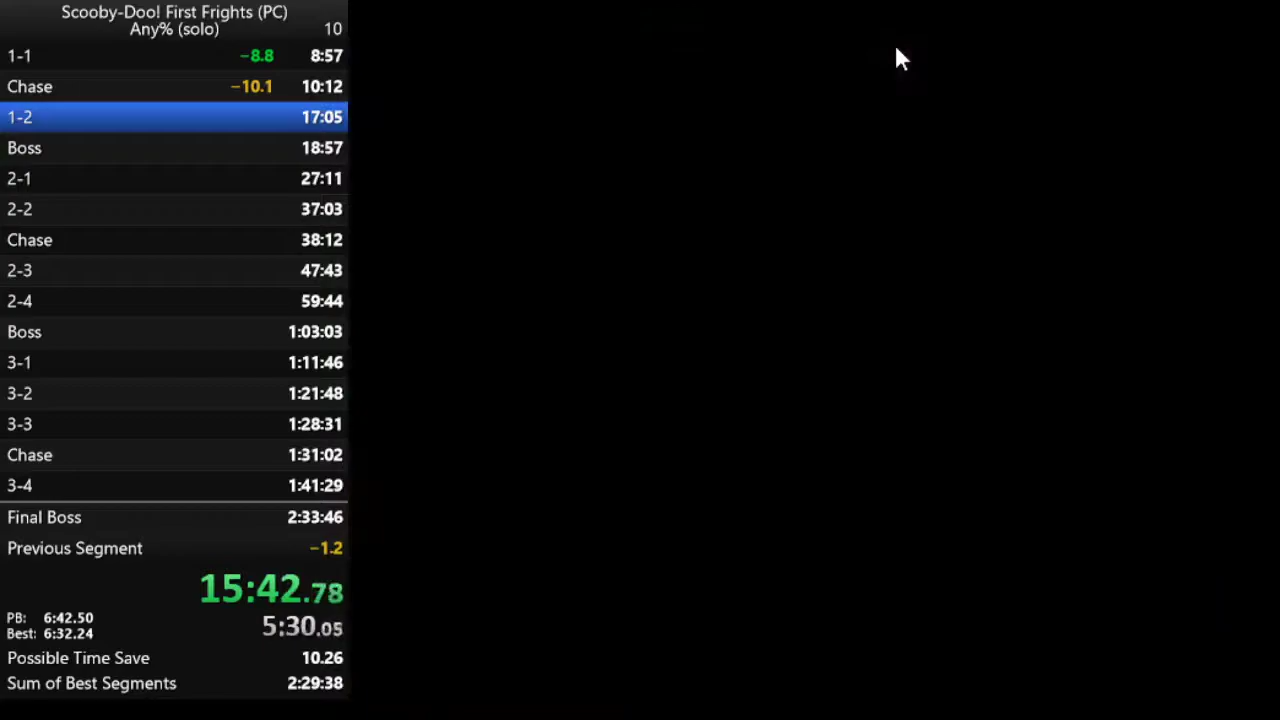 Scooby-Doo! First Frights (PC)
Any% (solo) 10
1-1 −8.8 8:57
Chase −10.1 10:12
1-2 17:05
Boss 18:57
2-1 27:11
2-2 37:03
Chase 38:12
2-3 47:43
2-4 59:44
Boss 1:03:03
3-1 1:11:46
3-2 1:21:48
3-3 1:28:31
Chase 1:31:02
3-4 1:41:29
Final Boss 2:33:46
Previous Segment −1.2
15:42.78
PB: 6:42.50
Best: 6:32.24
5:30.05
Possible Time Save 10.26
Sum of Best Segments 2:29:38